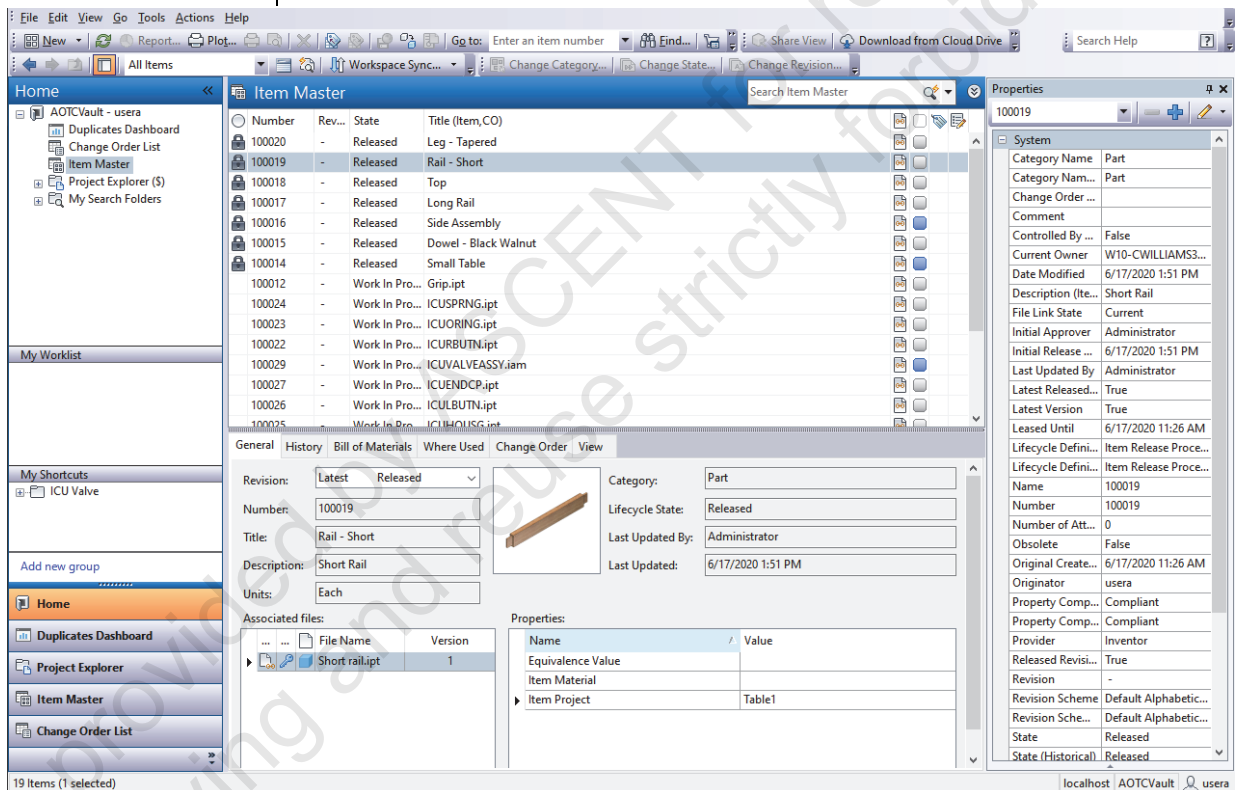 File Edit View Go Tools Actions Help
New Report... Plot... Go to: Enter an item number Find... Share View Download from Cloud Drive Search Help ?
All Items Workspace Sync... Change Category... Change State... Change Revision...
Home «
AOTCVault - usera
Duplicates Dashboard
Change Order List
Item Master
Project Explorer ($)
My Search Folders
My Worklist
My Shortcuts
ICU Valve
Add new group
Home
Duplicates Dashboard
Project Explorer
Item Master
Change Order List
Item Master Search Item Master
Number Rev... State Title (Item,CO)
100020 - Released Leg - Tapered
100019 - Released Rail - Short
100018 - Released Top
100017 - Released Long Rail
100016 - Released Side Assembly
100015 - Released Dowel - Black Walnut
100014 - Released Small Table
100012 - Work In Pro... Grip.ipt
100024 - Work In Pro... ICUSPRNG.ipt
100023 - Work In Pro... ICUORING.ipt
100022 - Work In Pro... ICURBUTN.ipt
100029 - Work In Pro... ICUVALVEASSY.iam
100027 - Work In Pro... ICUENDCP.ipt
100026 - Work In Pro... ICULBUTN.ipt
100025 - Work In Pro... ICUHOUSG.ipt
General History Bill of Materials Where Used Change Order View
Revision: Latest Released Category: Part
Number: 100019 Lifecycle State: Released
Title: Rail - Short Last Updated By: Administrator
Description: Short Rail Last Updated: 6/17/2020 1:51 PM
Units: Each
Associated files:
... ... File Name Version
Short rail.ipt 1
Properties:
Name Value
Equivalence Value
Item Material
Item Project Table1
Properties
100019
System
Category Name Part
Category Nam... Part
Change Order ...
Comment
Controlled By ... False
Current Owner W10-CWILLIAMS3...
Date Modified 6/17/2020 1:51 PM
Description (Ite... Short Rail
File Link State Current
Initial Approver Administrator
Initial Release ... 6/17/2020 1:51 PM
Last Updated By Administrator
Latest Released... True
Latest Version True
Leased Until 6/17/2020 11:26 AM
Lifecycle Defini... Item Release Proce...
Lifecycle Defini... Item Release Proce...
Name 100019
Number 100019
Number of Att... 0
Obsolete False
Original Create... 6/17/2020 11:26 AM
Originator usera
Property Comp... Compliant
Property Comp... Compliant
Provider Inventor
Released Revisi... True
Revision -
Revision Scheme Default Alphabetic...
Revision Sche... Default Alphabetic...
State Released
State (Historical) Released
19 Items (1 selected) localhost AOTCVault usera
provided by ASCENT for
and reuse strictly